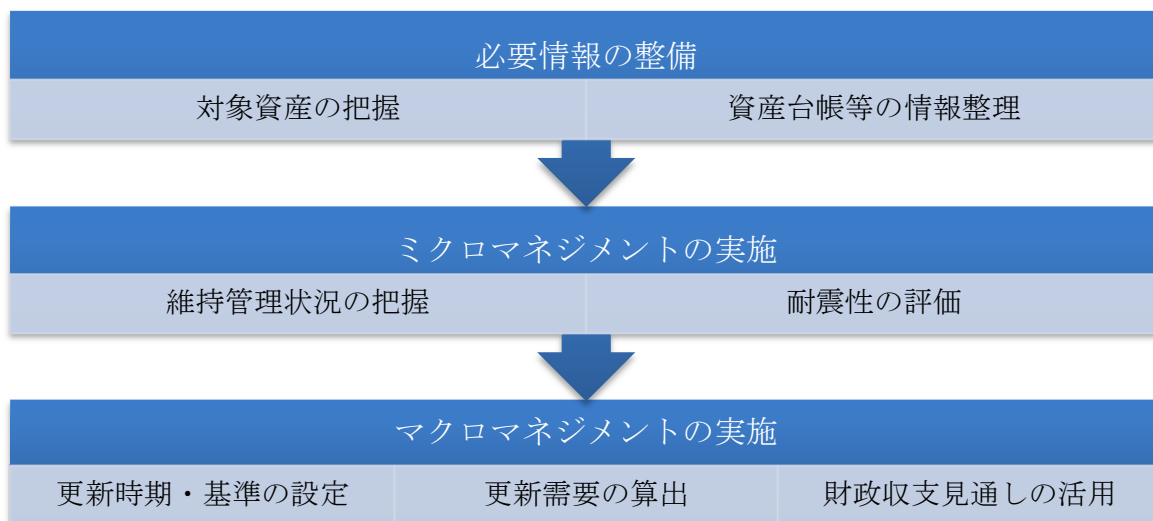 必要情報の整備
対象資産の把握
資産台帳等の情報整理
ミクロマネジメントの実施
維持管理状況の把握
耐震性の評価
マクロマネジメントの実施
更新時期・基準の設定
更新需要の算出
財政収支見通しの活用